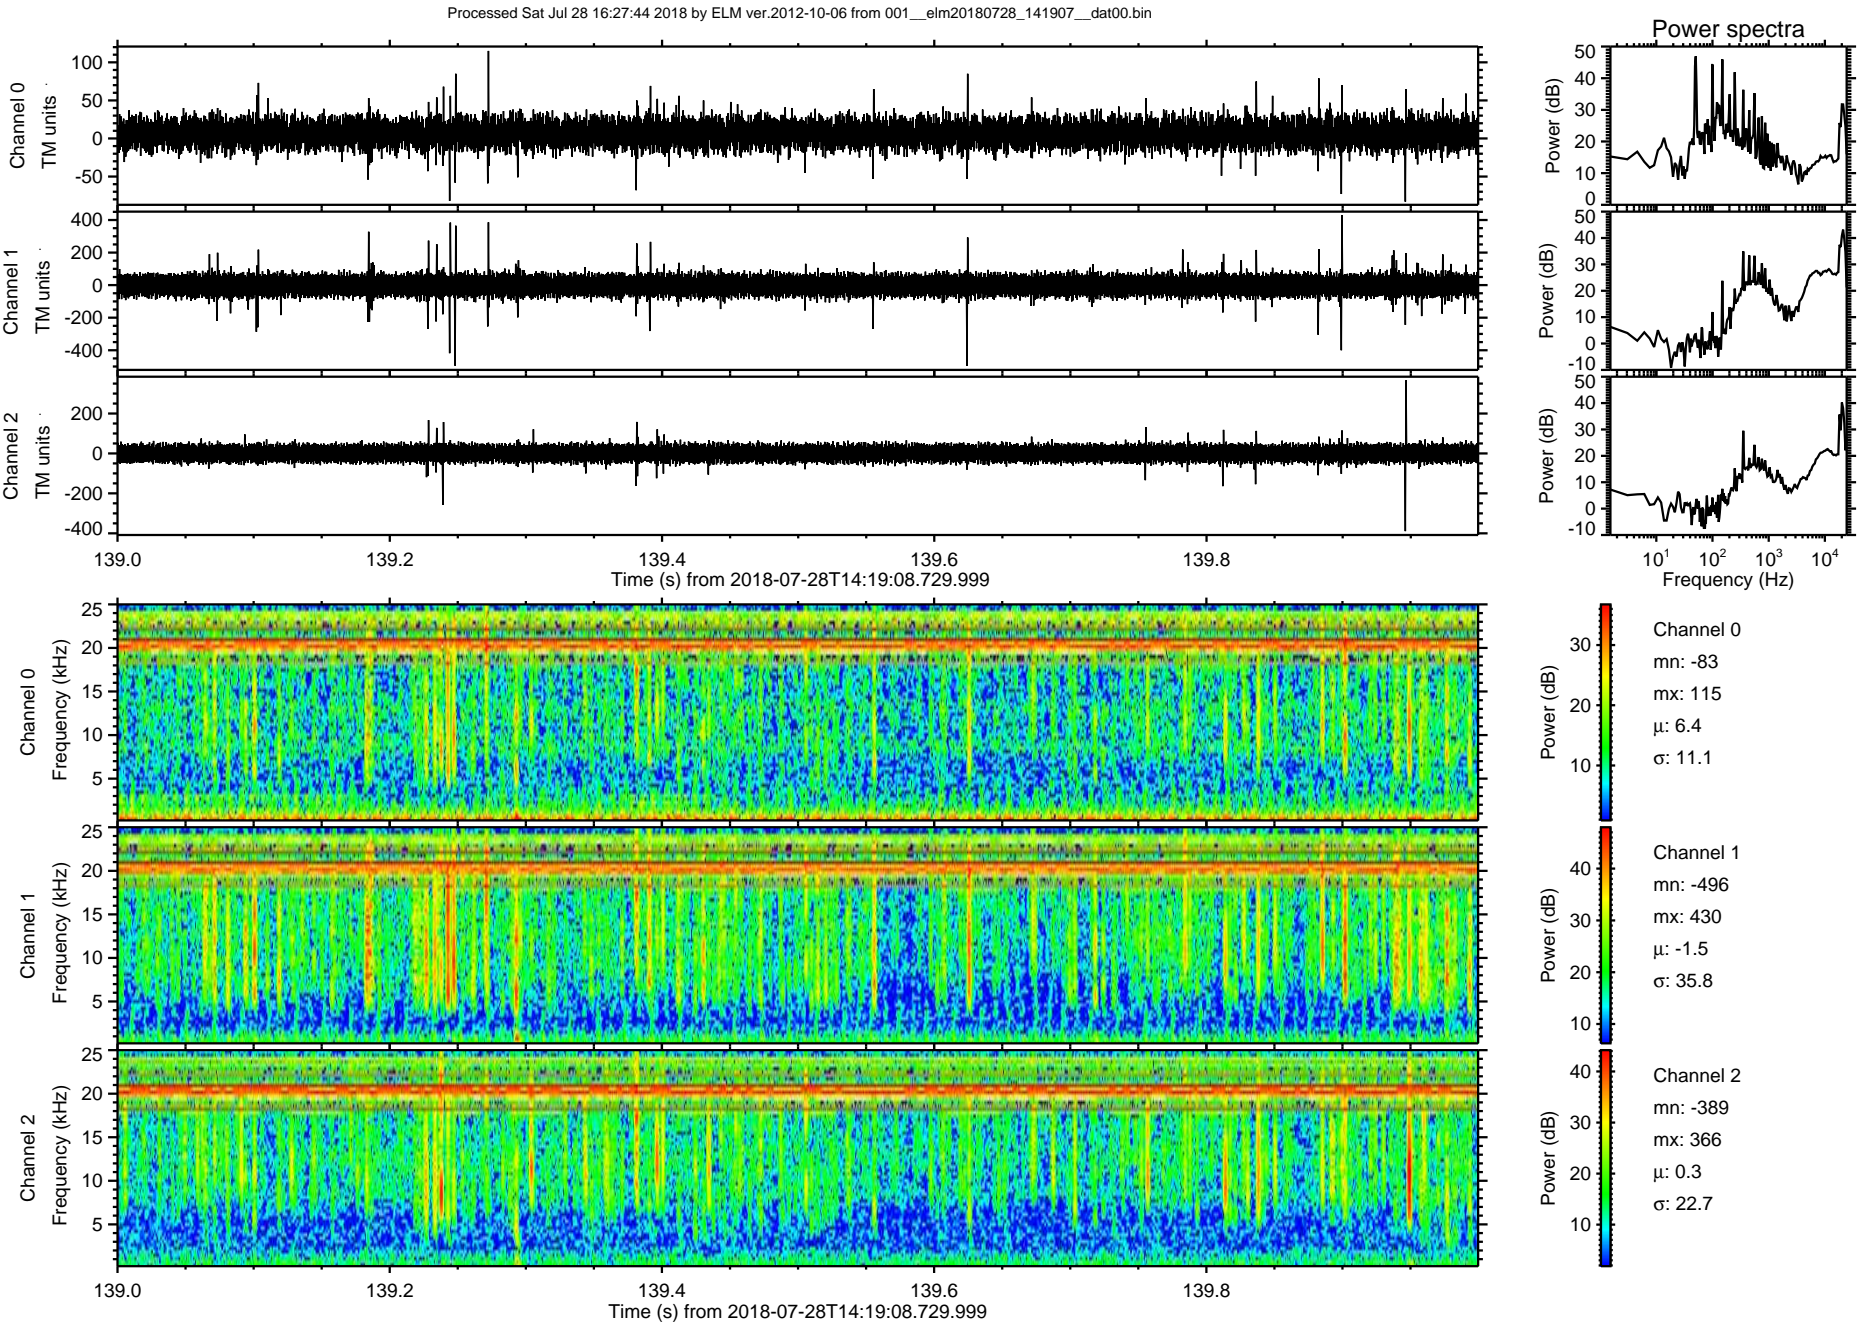 Processed Sat Jul 28 16:27:44 2018 by ELM ver.2012-10-06 from 001__elm20180728_141907__dat00.bin
Power spectra
Channel 0
TM units
100
50
0
-50
Power (dB)
50
40
30
20
10
0
Channel 1
TM units
400
200
0
-200
-400
Power (dB)
50
40
30
20
10
0
-10
Channel 2
TM units
200
0
-200
-400
Power (dB)
50
40
30
20
10
0
-10
139.0 139.2 139.4 139.6 139.8
Time (s) from 2018-07-28T14:19:08.729.999
10¹ 10² 10³ 10⁴
Frequency (Hz)
Channel 0
Frequency (kHz)
25
20
15
10
5
Power (dB)
30
20
10
Channel 0
mn: -83
mx: 115
μ: 6.4
σ: 11.1
Channel 1
Frequency (kHz)
25
20
15
10
5
Power (dB)
40
30
20
10
Channel 1
mn: -496
mx: 430
μ: -1.5
σ: 35.8
Channel 2
Frequency (kHz)
25
20
15
10
5
Power (dB)
40
30
20
10
Channel 2
mn: -389
mx: 366
μ: 0.3
σ: 22.7
139.0 139.2 139.4 139.6 139.8
Time (s) from 2018-07-28T14:19:08.729.999